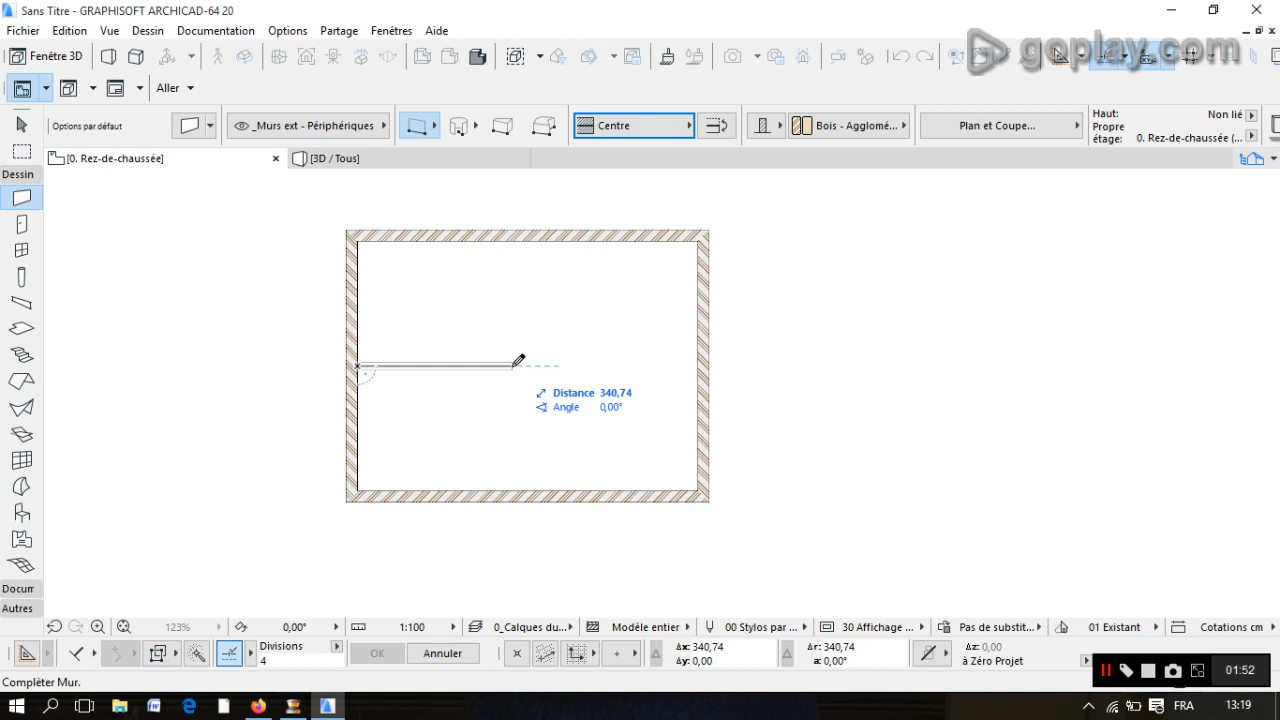 Sans Titre - GRAPHISOFT ARCHICAD-64 20
goplay.com
Fichier Edition Vue Dessin Documentation Options Partage Fenêtres Aide
Fenêtre 3D
Aller
Options par défaut
_Murs ext - Périphériques
Centre
Bois - Agglomé...
Plan et Coupe...
Haut: Non lié
Propre
étage: 0. Rez-de-chaussée (...
[0. Rez-de-chaussée]
[3D / Tous]
Dessin
Distance 340,74
Angle 0,00°
Docum
Autres
123% 0,00° 1:100 0_Calques du... Modèle entier 00 Stylos par ... 30 Affichage ... Pas de substit... 01 Existant Cotations cm
Divisions
4
OK
Annuler
Δx: 340,74
Δy: 0,00
Δr: 340,74
a: 0,00°
Δz: 0,00
à Zéro Projet
01:52
Complèter Mur.
FRA
13:19